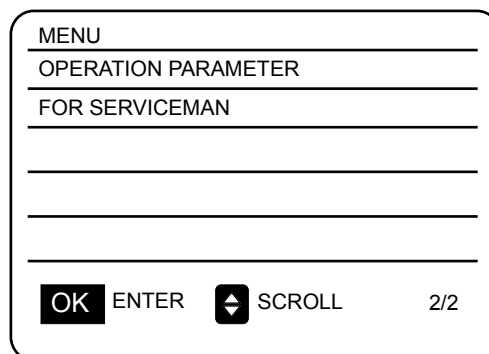 MENU
OPERATION PARAMETER
FOR SERVICEMAN
OK ENTER SCROLL 2/2